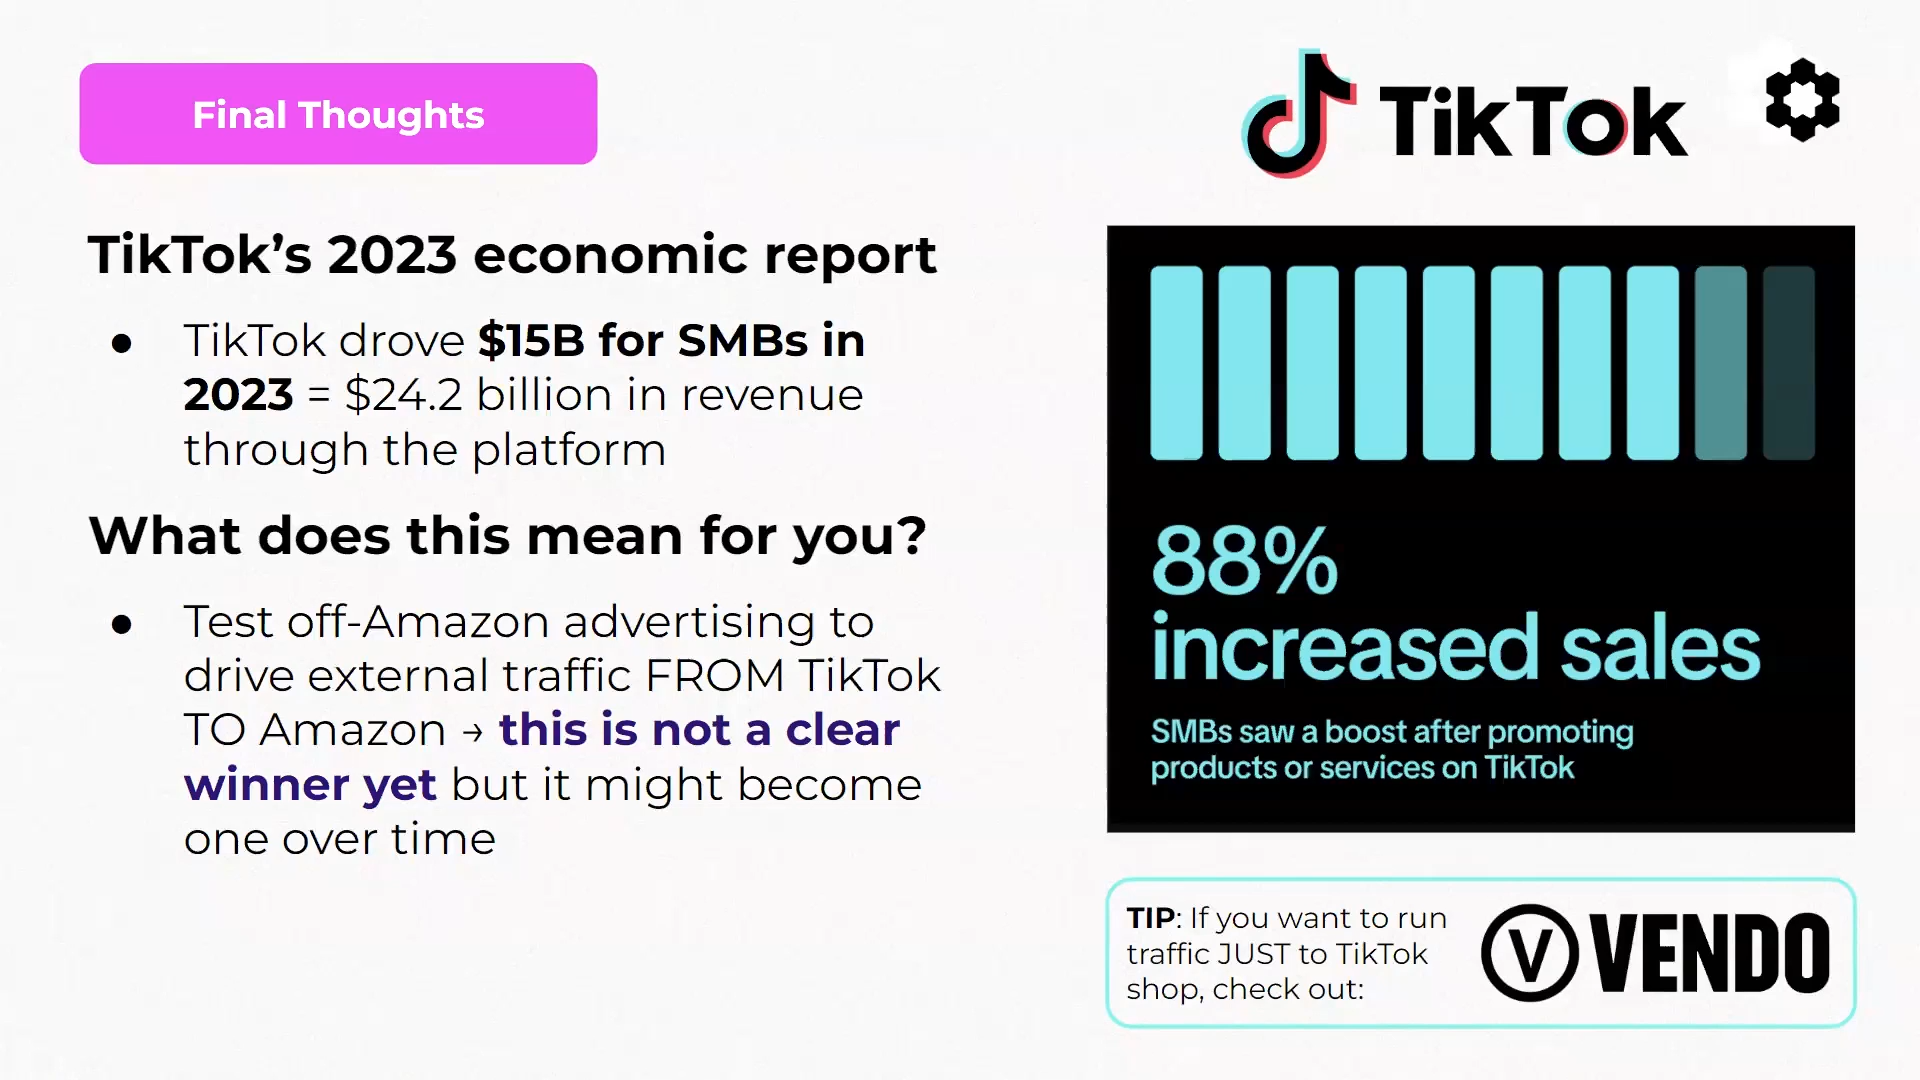 Final Thoughts
TikTok
TikTok’s 2023 economic report
● TikTok drove $15B for SMBs in
2023 = $24.2 billion in revenue
through the platform
What does this mean for you?
● Test off-Amazon advertising to
drive external traffic FROM TikTok
TO Amazon → this is not a clear
winner yet but it might become
one over time
88%
increased sales
SMBs saw a boost after promoting
products or services on TikTok
TIP: If you want to run
traffic JUST to TikTok
shop, check out:
V VENDO